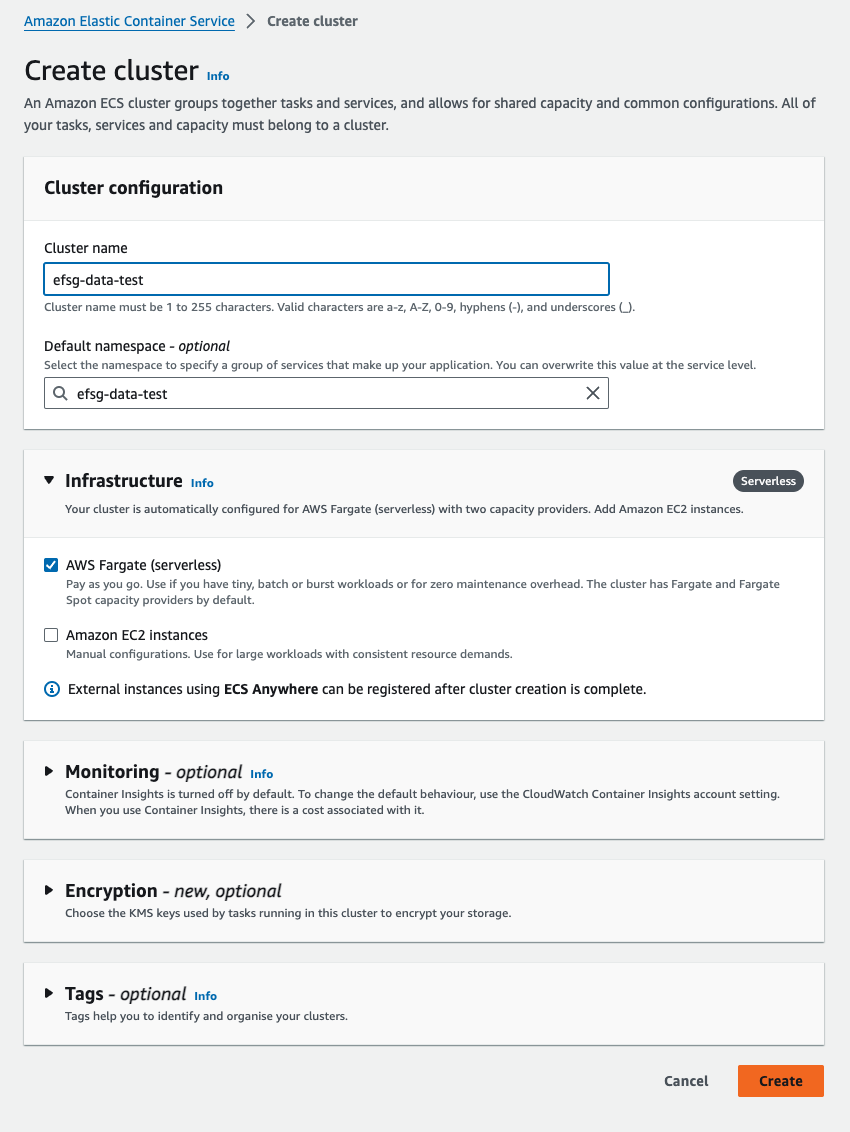 Amazon Elastic Container Service > Create cluster
Create cluster Info
An Amazon ECS cluster groups together tasks and services, and allows for shared capacity and common configurations. All of
your tasks, services and capacity must belong to a cluster.
Cluster configuration
Cluster name
efsg-data-test
Cluster name must be 1 to 255 characters. Valid characters are a-z, A-Z, 0-9, hyphens (-), and underscores (_).
Default namespace - optional
Select the namespace to specify a group of services that make up your application. You can overwrite this value at the service level.
efsg-data-test
Infrastructure Info
Serverless
Your cluster is automatically configured for AWS Fargate (serverless) with two capacity providers. Add Amazon EC2 instances.
AWS Fargate (serverless)
Pay as you go. Use if you have tiny, batch or burst workloads or for zero maintenance overhead. The cluster has Fargate and Fargate
Spot capacity providers by default.
Amazon EC2 instances
Manual configurations. Use for large workloads with consistent resource demands.
External instances using ECS Anywhere can be registered after cluster creation is complete.
Monitoring - optional Info
Container Insights is turned off by default. To change the default behaviour, use the CloudWatch Container Insights account setting.
When you use Container Insights, there is a cost associated with it.
Encryption - new, optional
Choose the KMS keys used by tasks running in this cluster to encrypt your storage.
Tags - optional Info
Tags help you to identify and organise your clusters.
Cancel
Create